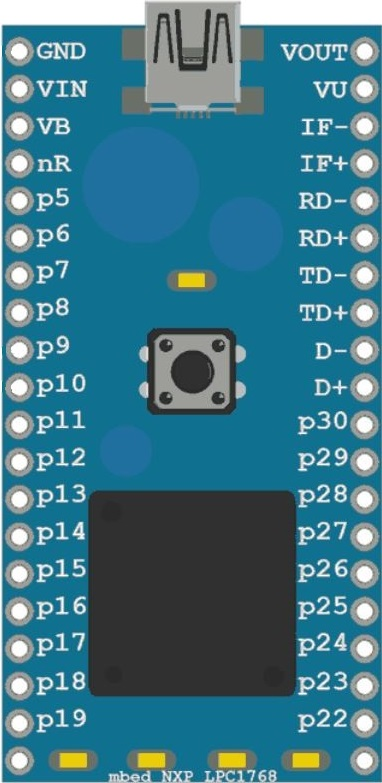 GND VOUT
VIN VU
VB IF-
nR IF+
p5 RD-
p6 RD+
p7 TD-
p8 TD+
p9 D-
p10 D+
p11 p30
p12 p29
p13 p28
p14 p27
p15 p26
p16 p25
p17 p24
p18 p23
p19 p22
mbed NXP LPC1768